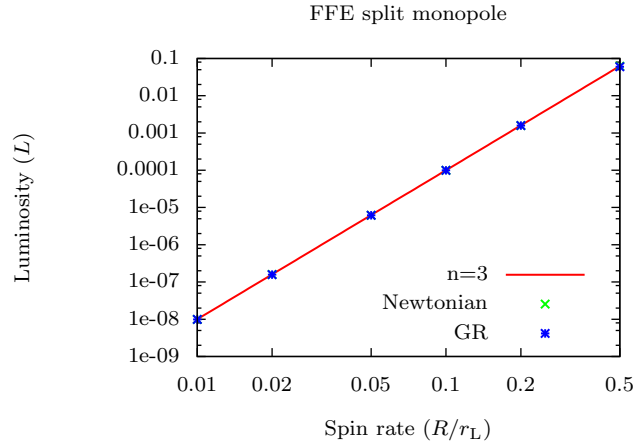 FFE split monopole
Luminosity (L)
0.1
0.01
0.001
0.0001
1e-05
1e-06
1e-07
1e-08
1e-09
n=3
Newtonian
GR
0.01 0.02 0.05 0.1 0.2 0.5
Spin rate (R/r_L)